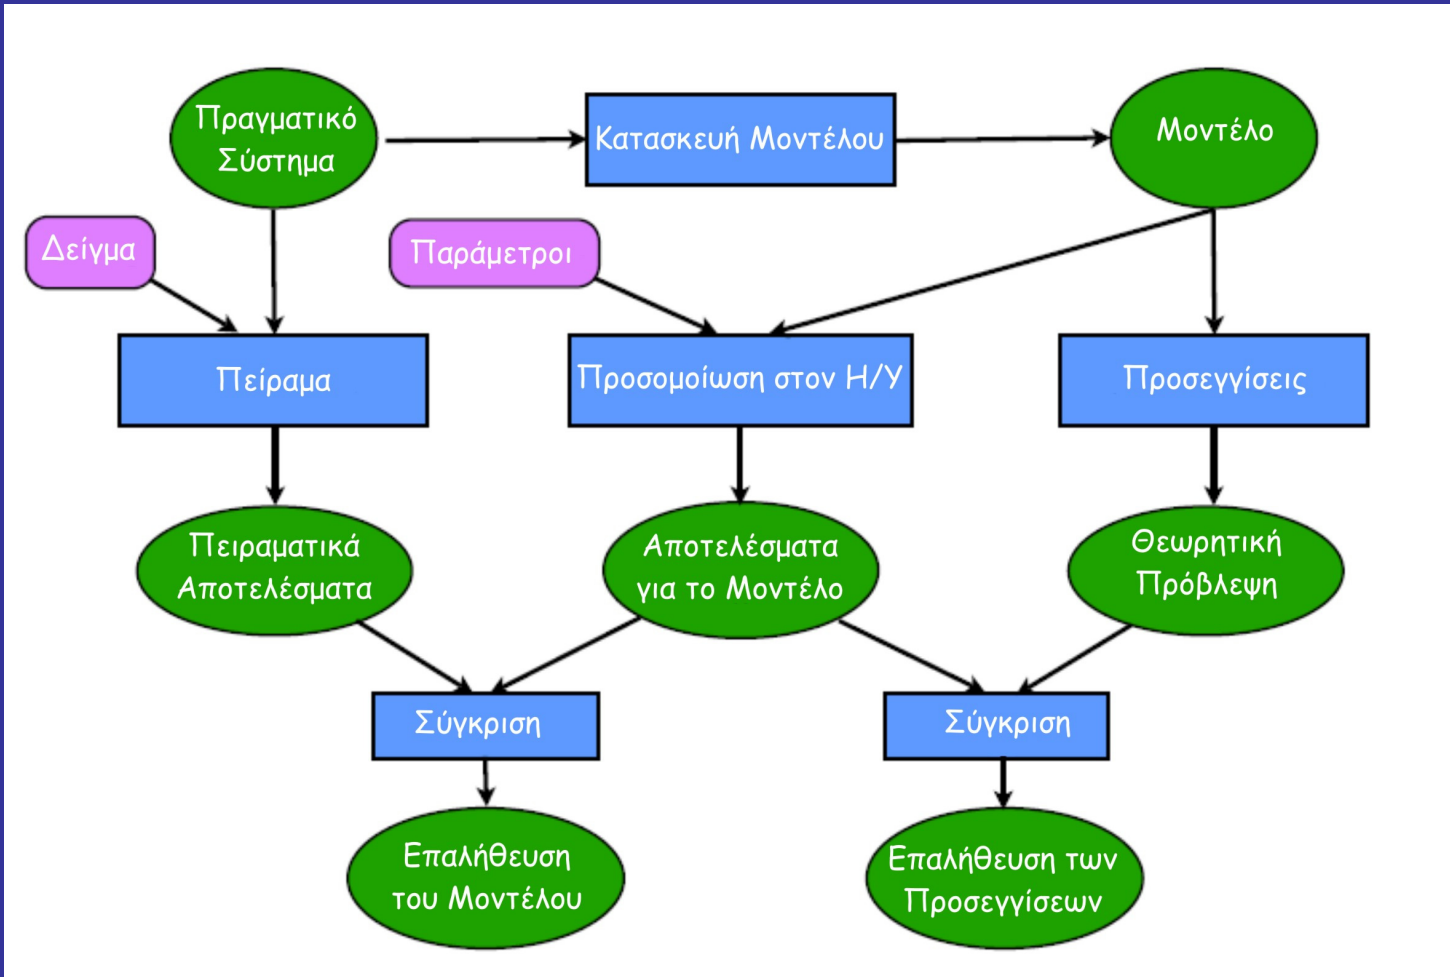 Πραγματικό
Σύστημα
Κατασκευή Μοντέλου
Μοντέλο
Δείγμα
Παράμετροι
Πείραμα
Προσομοίωση στον Η/Υ
Προσεγγίσεις
Πειραματικά
Αποτελέσματα
Αποτελέσματα
για το Μοντέλο
Θεωρητική
Πρόβλεψη
Σύγκριση
Σύγκριση
Επαλήθευση
του Μοντέλου
Επαλήθευση των
Προσεγγίσεων